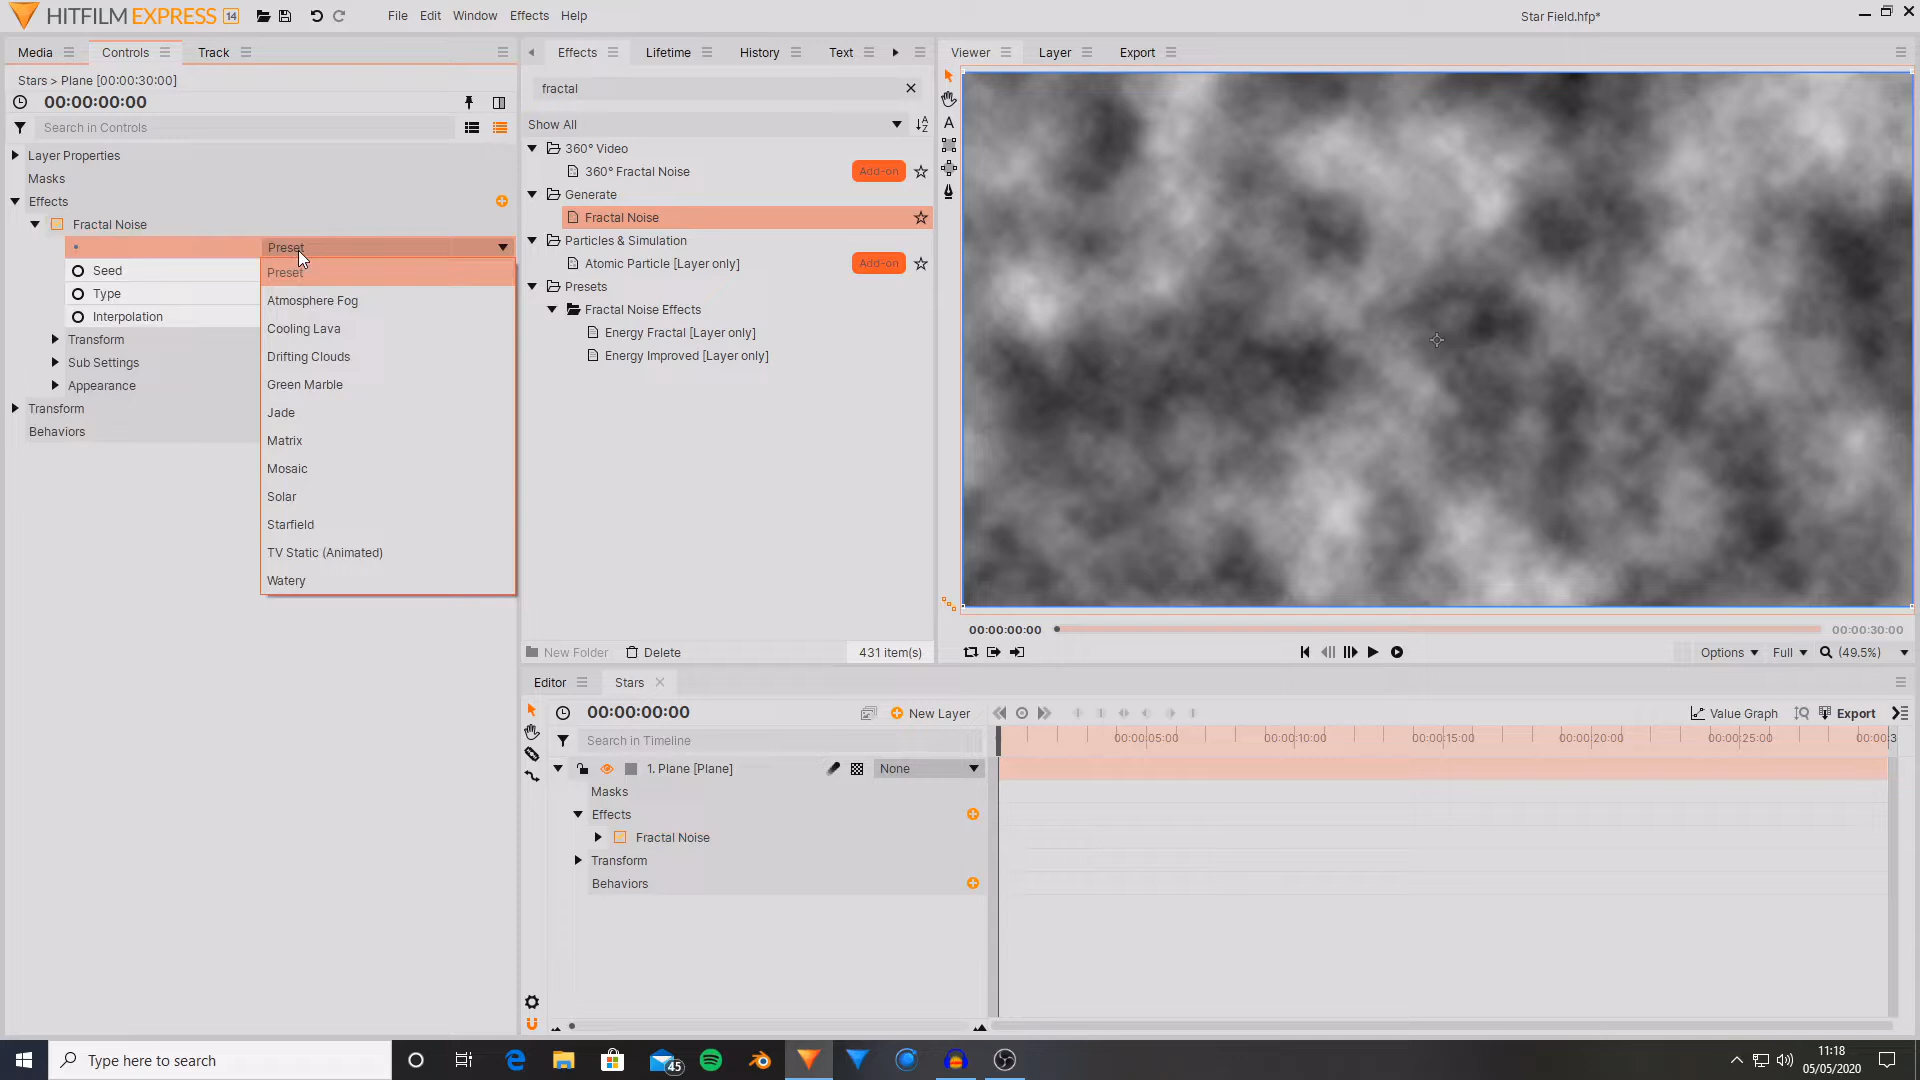 HITFILM EXPRESS 14
File Edit Window Effects Help
Star Field.hfp*
Media Controls Track
Stars > Plane [00:00:30:00]
00:00:00:00
Search in Controls
Layer Properties
Masks
Effects
Fractal Noise
Preset
Seed
Type
Interpolation
Transform
Sub Settings
Appearance
Transform
Behaviors
Preset
Atmosphere Fog
Cooling Lava
Drifting Clouds
Green Marble
Jade
Matrix
Mosaic
Solar
Starfield
TV Static (Animated)
Watery
Effects Lifetime History Text
fractal
Show All
360° Video
360° Fractal Noise Add-on
Generate
Fractal Noise
Particles & Simulation
Atomic Particle [Layer only] Add-on
Presets
Fractal Noise Effects
Energy Fractal [Layer only]
Energy Improved [Layer only]
New Folder Delete 431 item(s)
Viewer Layer Export
00:00:00:00 00:00:30:00
Options Full (49.5%)
Editor Stars
00:00:00:00 New Layer
Value Graph Export
Search in Timeline
00:00:05:00 00:00:10:00 00:00:15:00 00:00:20:00 00:00:25:00 00:00:3
1. Plane [Plane] None
Masks
Effects
Fractal Noise
Transform
Behaviors
Type here to search
45
11:18
05/05/2020